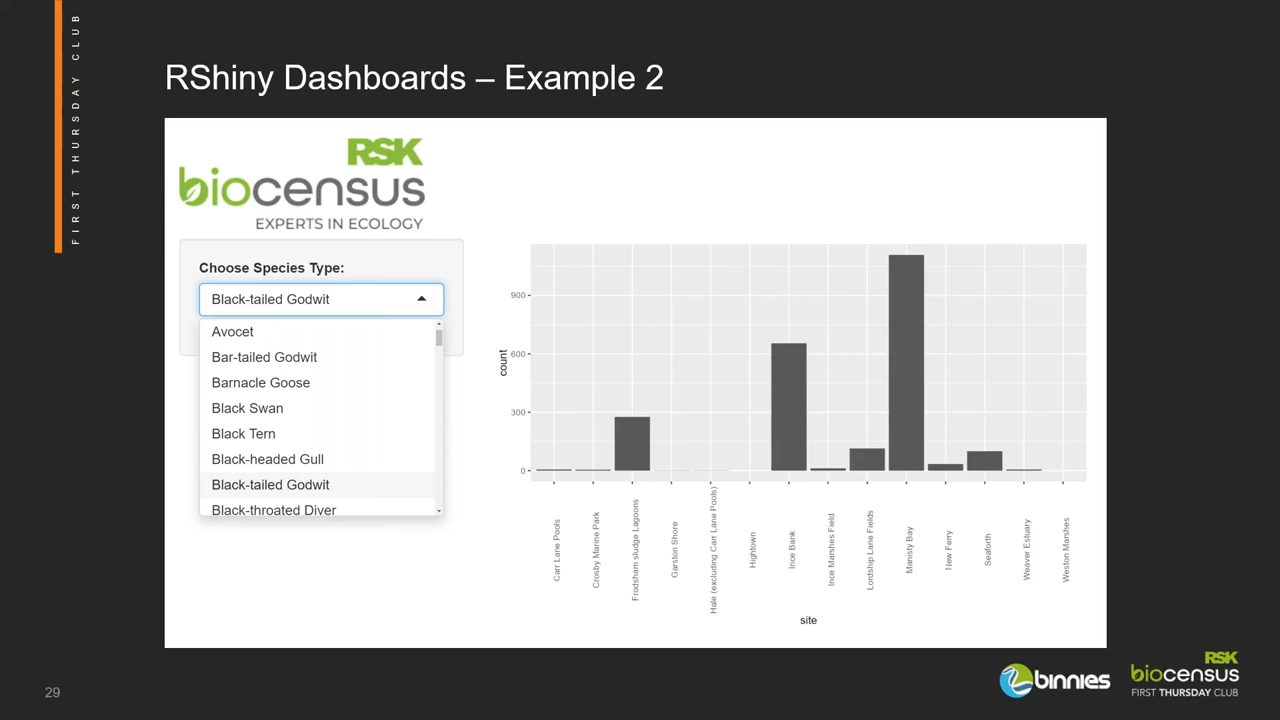 FIRST THURSDAY CLUB
RShiny Dashboards – Example 2
RSK
biocensus
EXPERTS IN ECOLOGY
Choose Species Type:
Black-tailed Godwit
Avocet
Bar-tailed Godwit
Barnacle Goose
Black Swan
Black Tern
Black-headed Gull
Black-tailed Godwit
Black-throated Diver
count
900
600
300
0
Carr Lane Pools
Crosby Marine Park
Frodsham sludge Lagoons
Garston Shore
Hale (excluding Carr Lane Pools)
Hightown
Ince Bank
Ince Marshes Field
Lordship Lane Fields
Manisty Bay
New Ferry
Seaforth
Weaver Estuary
Weston Marshes
site
29
binnies
RSK
biocensus
FIRST THURSDAY CLUB